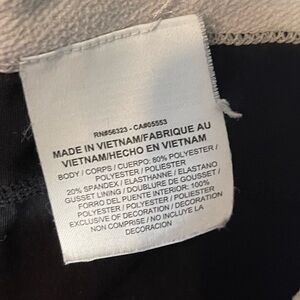 RN#56323 - CA#05553
MADE IN VIETNAM/FABRIQUE AU
VIETNAM/HECHO EN VIETNAM
BODY / CORPS / CUERPO: 80% POLYESTER /
POLYESTER / POLIESTER
20% SPANDEX / ELASTHANNE / ELASTANO
GUSSET LINING / DOUBLURE DE GOUSSET /
FORRO DEL PUENTE INTERIOR: 100%
POLYESTER / POLYESTER / POLIESTER
EXCLUSIVE OF DECORATION / DECORATION
NON COMPRISE / NO INCLUYE LA
DECORACION